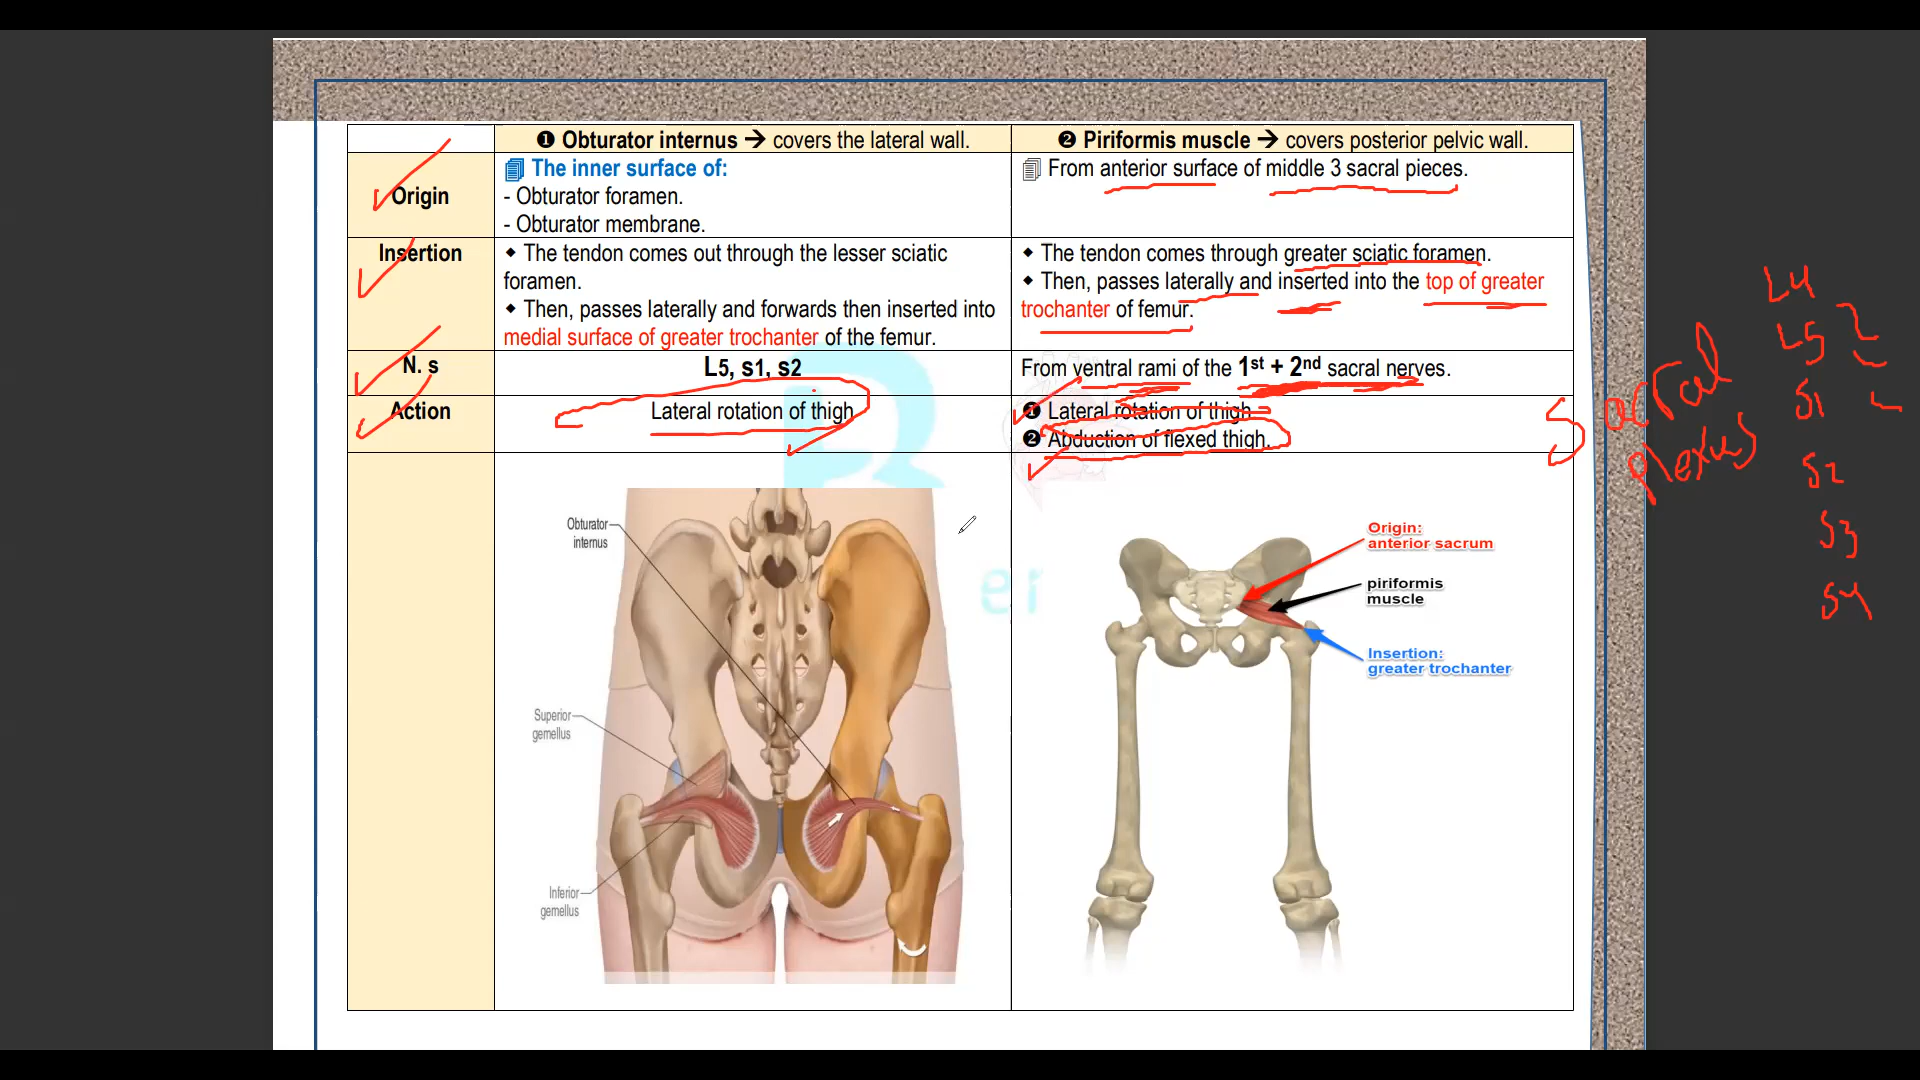 ❶ Obturator internus → covers the lateral wall.
❷ Piriformis muscle → covers posterior pelvic wall.
Origin
The inner surface of:
- Obturator foramen.
- Obturator membrane.
From anterior surface of middle 3 sacral pieces.
Insertion
◆ The tendon comes out through the lesser sciatic
foramen.
◆ Then, passes laterally and forwards then inserted into
medial surface of greater trochanter of the femur.
◆ The tendon comes through greater sciatic foramen.
◆ Then, passes laterally and inserted into the top of greater
trochanter of femur.
N. s
L5, s1, s2
From ventral rami of the 1st + 2nd sacral nerves.
Action
Lateral rotation of thigh
❶ Lateral rotation of thigh
❷ Abduction of flexed thigh.
Obturator
internus
Superior
gemellus
Inferior
gemellus
Origin:
anterior sacrum
piriformis
muscle
Insertion:
greater trochanter
Sacral
plexus
L4
L5
S1
S2
S3
S4